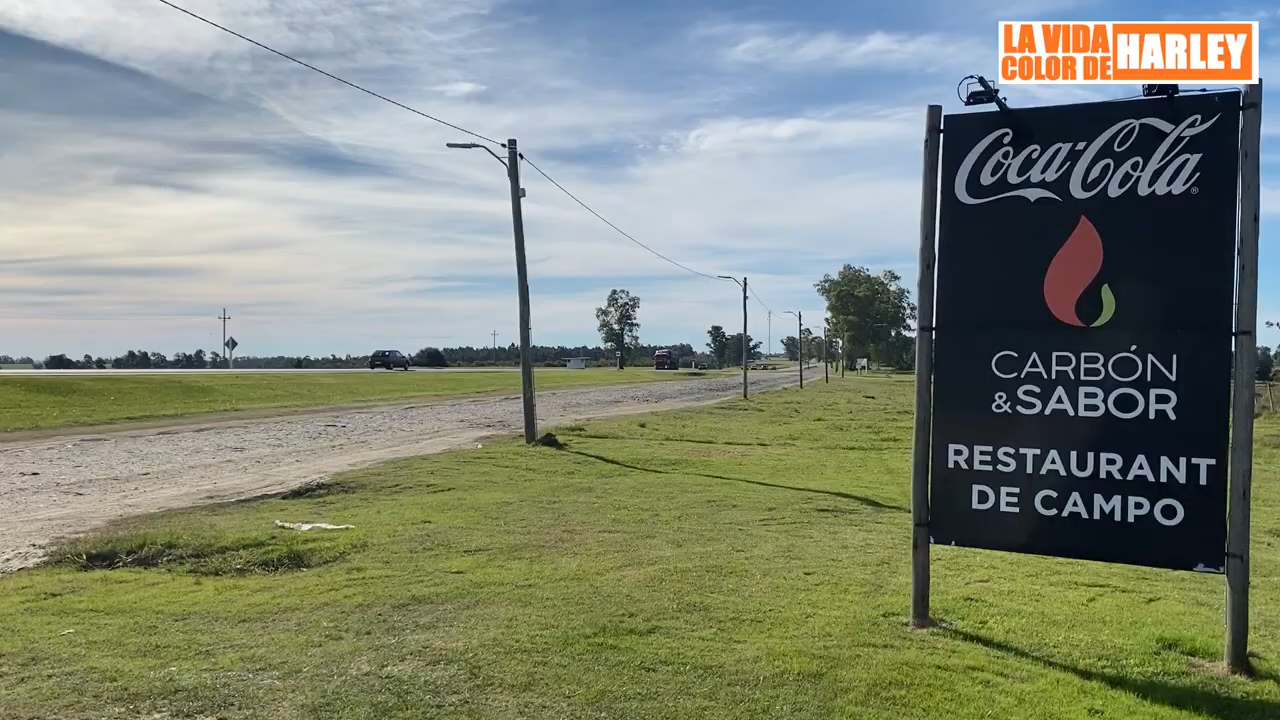 LA VIDA
COLOR DE
HARLEY
Coca-Cola®
CARBÓN
&SABOR
RESTAURANT
DE CAMPO